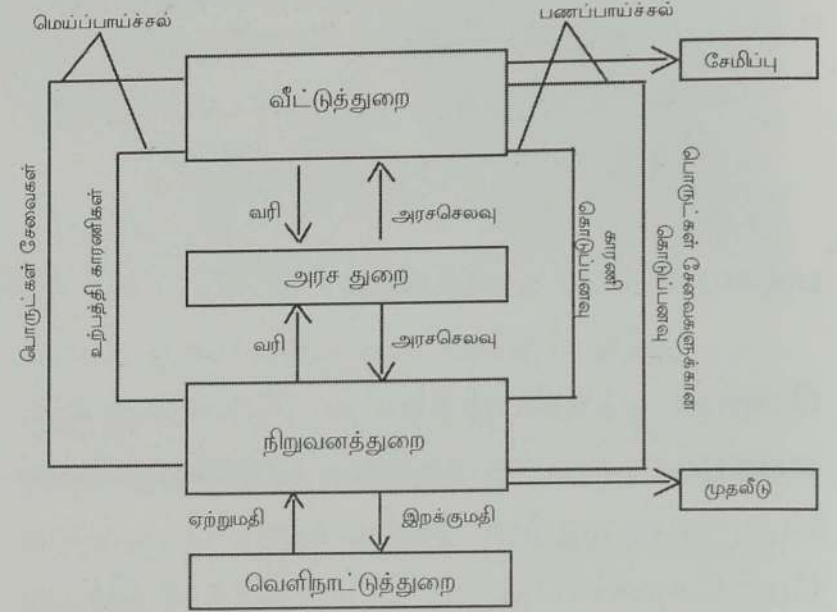 மெய்ப்பாய்ச்சல்
பணப்பாய்ச்சல்
வீட்டுத்துறை
சேமிப்பு
பொருட்கள் சேவைகள்
உற்பத்தி காரணிகள்
வரி
அரசசெலவு
காரணி
கொடுப்பனவு
பொருட்கள் சேவைகளுக்கான
கொடுப்பனவு
அரச துறை
வரி
அரசசெலவு
நிறுவனத்துறை
முதலீடு
ஏற்றுமதி
இறக்குமதி
வெளிநாட்டுத்துறை